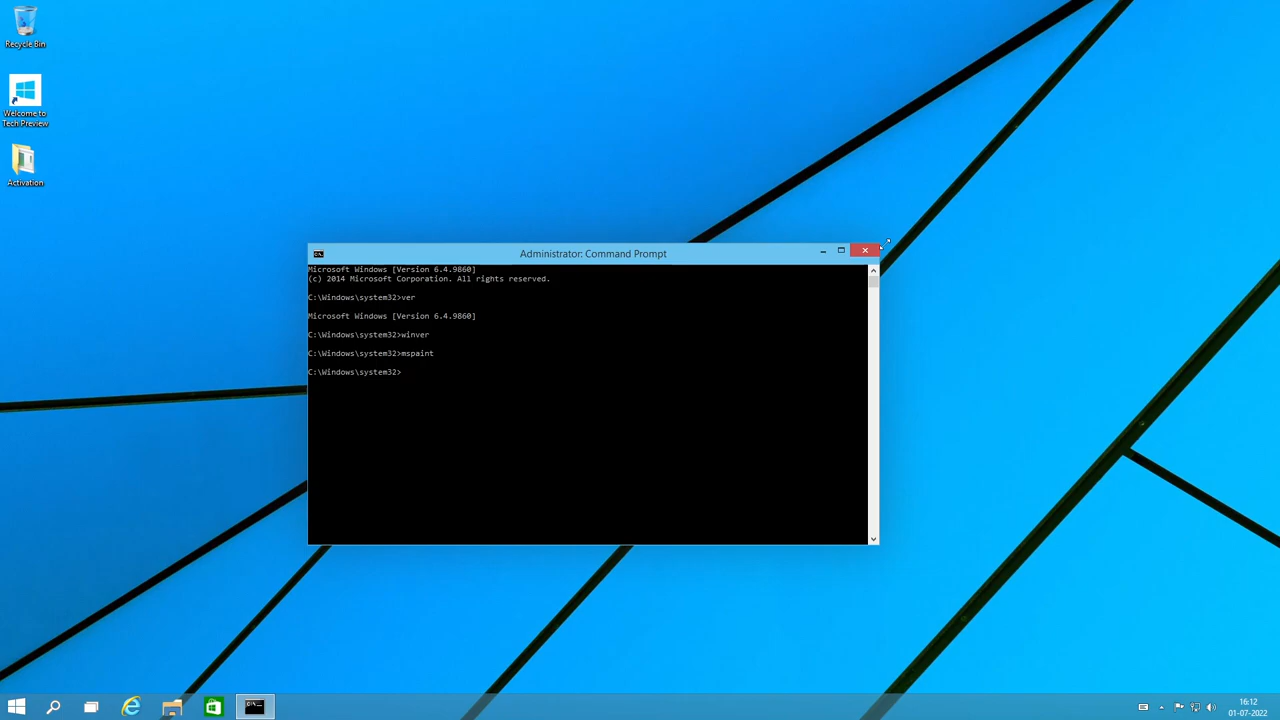 Recycle Bin
Welcome to
Tech Preview
Activation
Administrator: Command Prompt
Microsoft Windows [Version 6.4.9860]
(c) 2014 Microsoft Corporation. All rights reserved.
C:\Windows\system32>ver
Microsoft Windows [Version 6.4.9860]
C:\Windows\system32>winver
C:\Windows\system32>mspaint
C:\Windows\system32>
16:12
01-07-2022